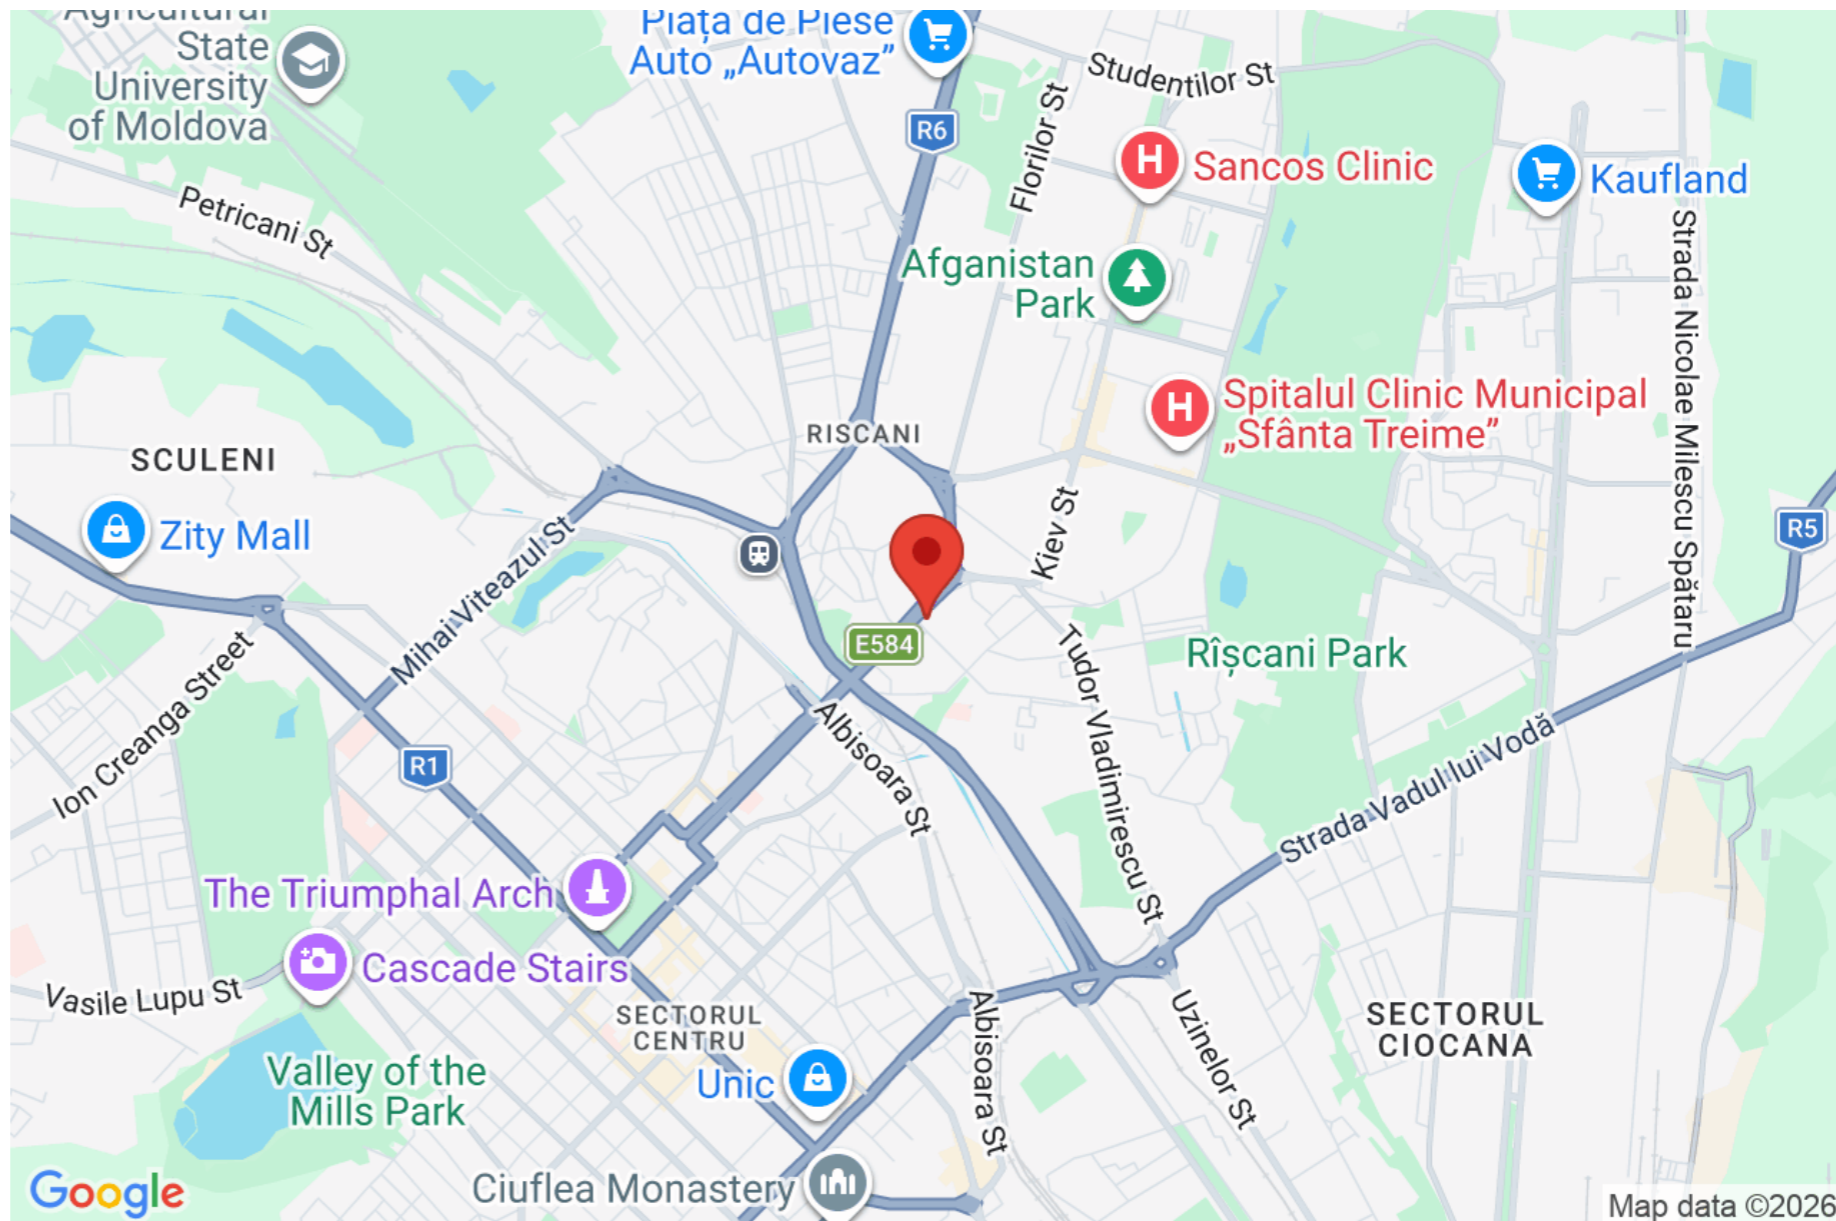 Agricultural
State
University
of Moldova
Piața de Piese
Auto „Autovaz”
Studentilor St
R6
Florilor St
Sancos Clinic
Kaufland
Petricani St
Strada Nicolae Milescu Spătaru
Afganistan
Park
Spitalul Clinic Municipal
„Sfânta Treime”
RISCANI
SCULENI
Zity Mall
Mihai Viteazul St
Kiev St
R5
E584
Ion Creanga Street
Tudor Vladimirescu St
Rîșcani Park
Albisoara St
R1
Strada Vadul lui Vodă
The Triumphal Arch
Cascade Stairs
Vasile Lupu St
SECTORUL
CENTRU
Albisoara St
Uzinelor St
SECTORUL
CIOCANA
Valley of the
Mills Park
Unic
Ciuflea Monastery
Google
Map data ©2026